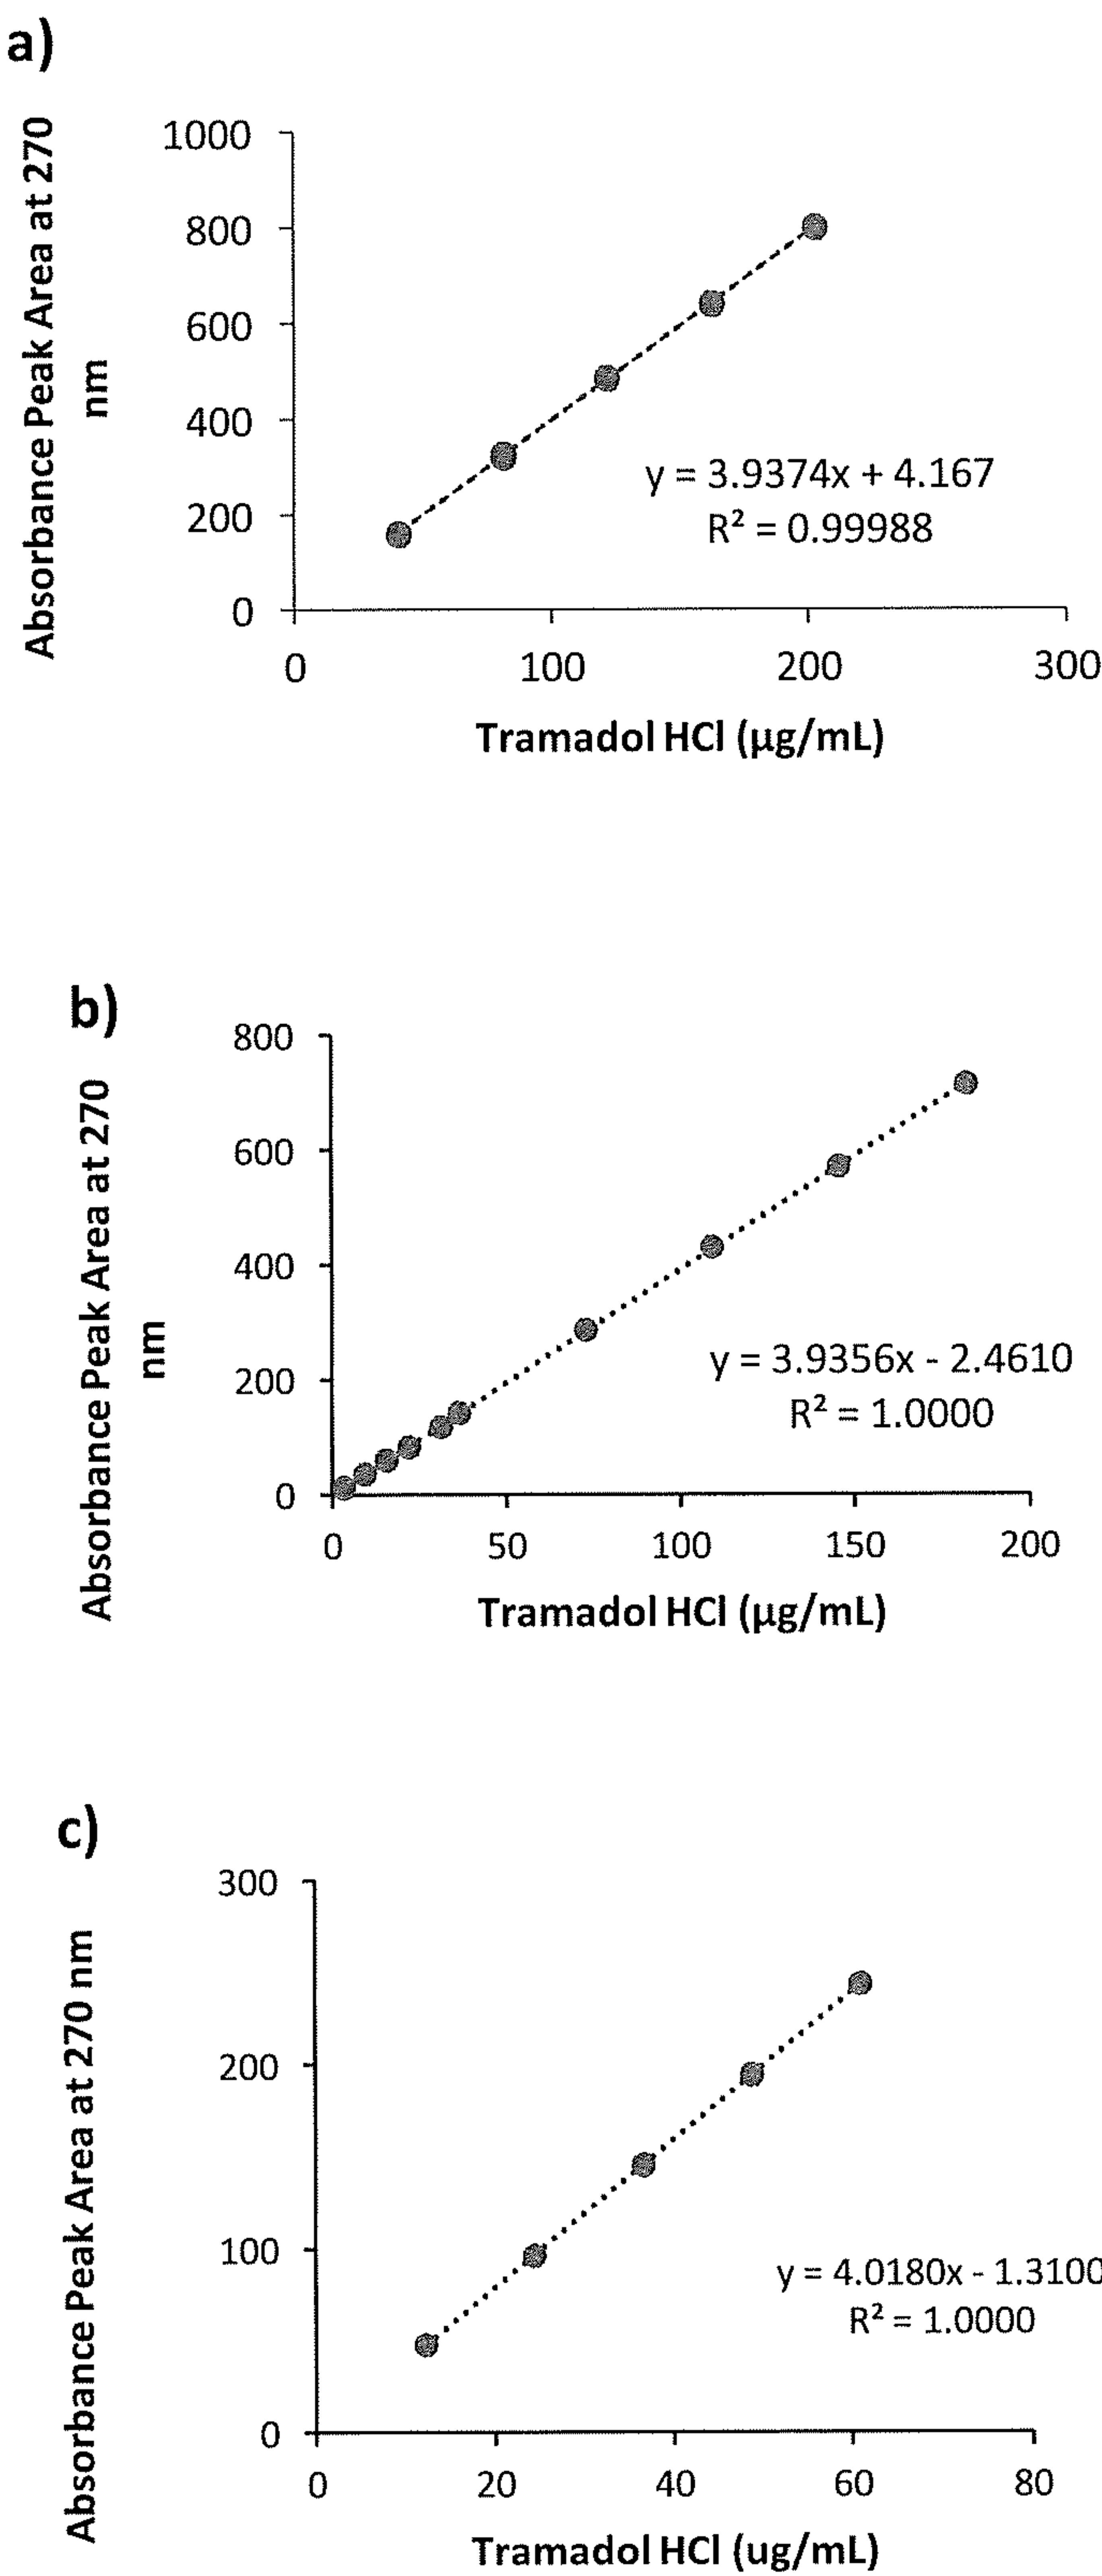 a)
Absorbance Peak Area at 270
nm
1000
800
600
400
200
0
y = 3.9374x + 4.167
R² = 0.99988
0 100 200 300
Tramadol HCl (µg/mL)
b)
Absorbance Peak Area at 270
nm
800
600
400
200
0
y = 3.9356x - 2.4610
R² = 1.0000
0 50 100 150 200
Tramadol HCl (µg/mL)
c)
Absorbance Peak Area at 270 nm
300
200
100
0
y = 4.0180x - 1.3100
R² = 1.0000
0 20 40 60 80
Tramadol HCl (ug/mL)